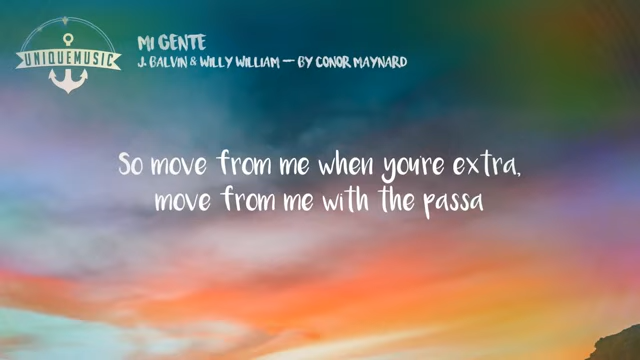 UNIQUEMUSIC
MI GENTE
J. BALVIN & WILLY WILLIAM — BY CONOR MAYNARD
So move from me when youre extra,
move from me with the passa